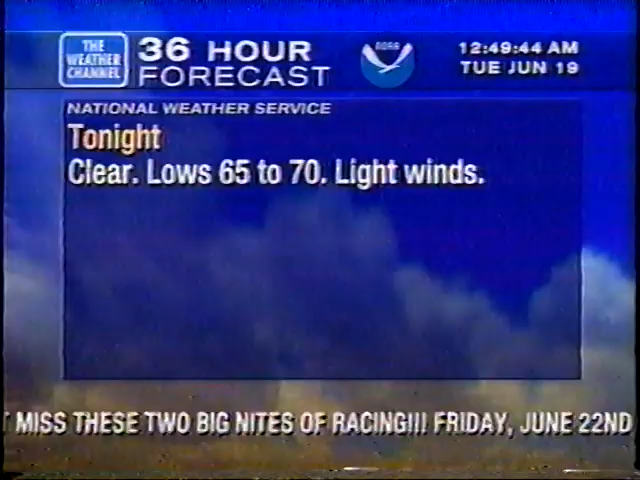 THE
WEATHER
CHANNEL
36 HOUR
FORECAST
NOAA
12:49:44 AM
TUE JUN 19
NATIONAL WEATHER SERVICE
Tonight
Clear. Lows 65 to 70. Light winds.
MISS THESE TWO BIG NITES OF RACING!!! FRIDAY, JUNE 22ND